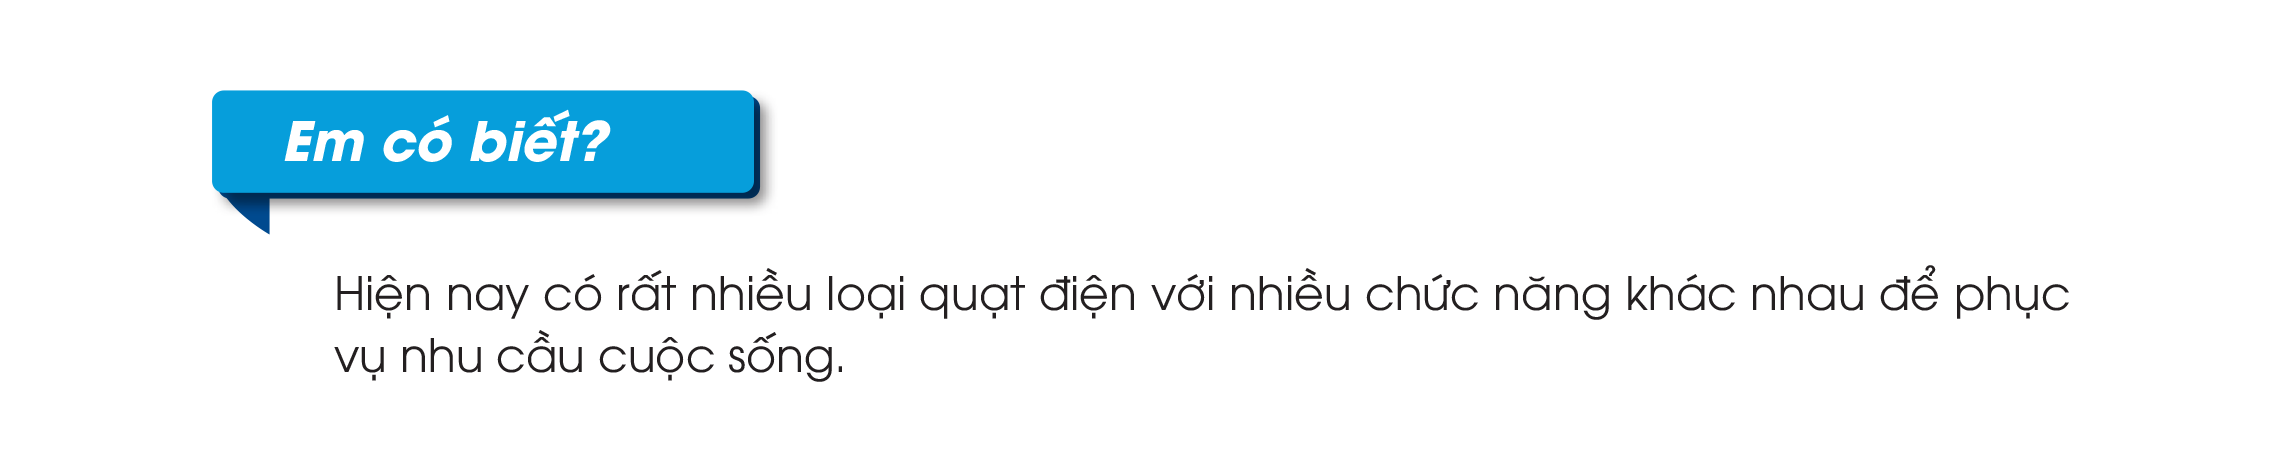 Em có biết?
Hiện nay có rất nhiều loại quạt điện với nhiều chức năng khác nhau để phục
vụ nhu cầu cuộc sống.